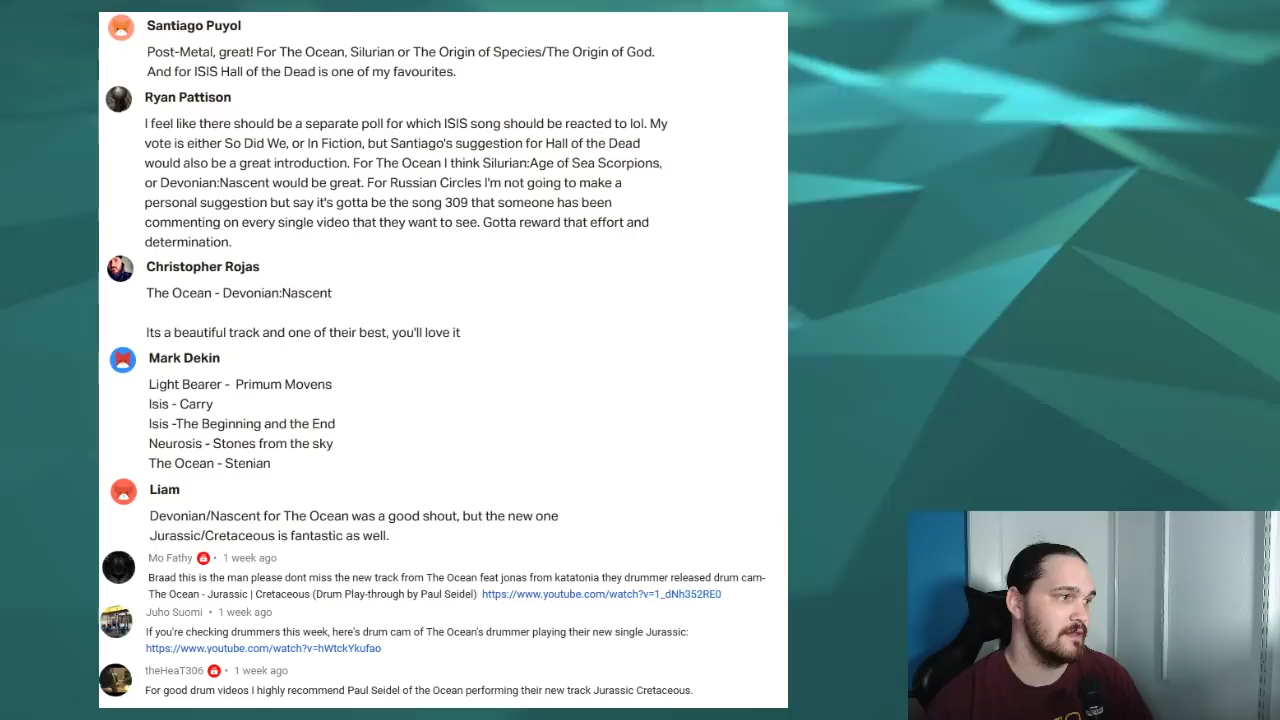 Santiago Puyol
Post-Metal, great! For The Ocean, Silurian or The Origin of Species/The Origin of God.
And for ISIS Hall of the Dead is one of my favourites.
Ryan Pattison
I feel like there should be a separate poll for which ISIS song should be reacted to lol. My
vote is either So Did We, or In Fiction, but Santiago's suggestion for Hall of the Dead
would also be a great introduction. For The Ocean I think Silurian:Age of Sea Scorpions,
or Devonian:Nascent would be great. For Russian Circles I'm not going to make a
personal suggestion but say it's gotta be the song 309 that someone has been
commenting on every single video that they want to see. Gotta reward that effort and
determination.
Christopher Rojas
The Ocean - Devonian:Nascent
Its a beautiful track and one of their best, you'll love it
Mark Dekin
Light Bearer - Primum Movens
Isis - Carry
Isis -The Beginning and the End
Neurosis - Stones from the sky
The Ocean - Stenian
Liam
Devonian/Nascent for The Ocean was a good shout, but the new one
Jurassic/Cretaceous is fantastic as well.
Mo Fathy • 1 week ago
Braad this is the man please dont miss the new track from The Ocean feat jonas from katatonia they drummer released drum cam-
The Ocean - Jurassic | Cretaceous (Drum Play-through by Paul Seidel) https://www.youtube.com/watch?v=1_dNh352RE0
Juho Suomi • 1 week ago
If you're checking drummers this week, here's drum cam of The Ocean's drummer playing their new single Jurassic:
https://www.youtube.com/watch?v=hWtckYkufao
theHeaT306 • 1 week ago
For good drum videos I highly recommend Paul Seidel of the Ocean performing their new track Jurassic Cretaceous.